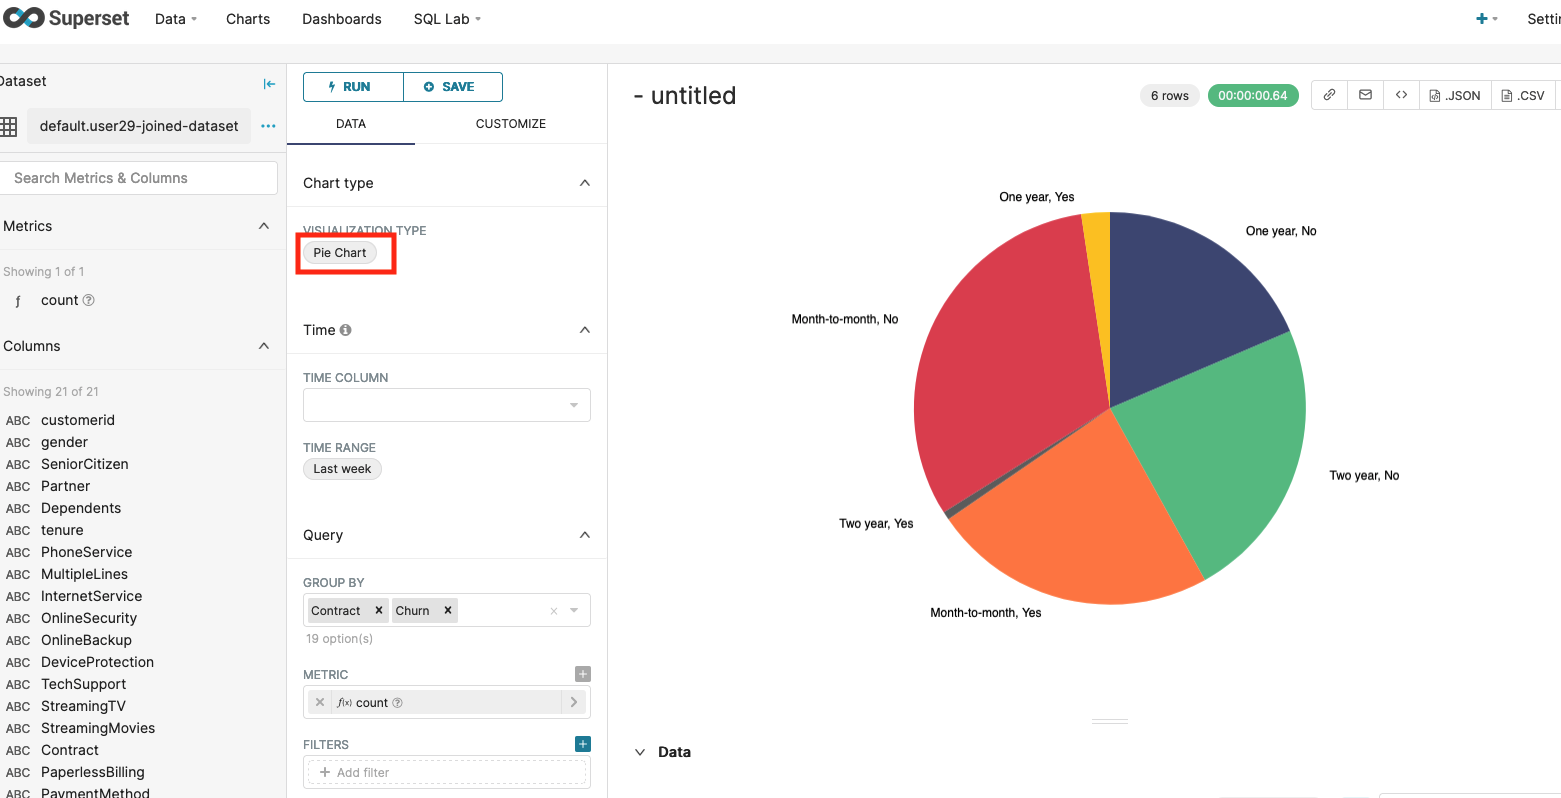 Superset
Data
Charts
Dashboards
SQL Lab
+
Settin
Dataset
default.user29-joined-dataset
Search Metrics & Columns
Metrics
Showing 1 of 1
ƒ count
Columns
Showing 21 of 21
ABC customerid
ABC gender
ABC SeniorCitizen
ABC Partner
ABC Dependents
ABC tenure
ABC PhoneService
ABC MultipleLines
ABC InternetService
ABC OnlineSecurity
ABC OnlineBackup
ABC DeviceProtection
ABC TechSupport
ABC StreamingTV
ABC StreamingMovies
ABC Contract
ABC PaperlessBilling
ABC PaymentMethod
RUN
SAVE
DATA
CUSTOMIZE
Chart type
VISUALIZATION TYPE
Pie Chart
Time
TIME COLUMN
TIME RANGE
Last week
Query
GROUP BY
Contract × Churn ×
19 option(s)
METRIC
× f(x) count
FILTERS
+ Add filter
- untitled
6 rows
00:00:00.64
.JSON
.CSV
One year, Yes
One year, No
Month-to-month, No
Two year, No
Two year, Yes
Month-to-month, Yes
Data